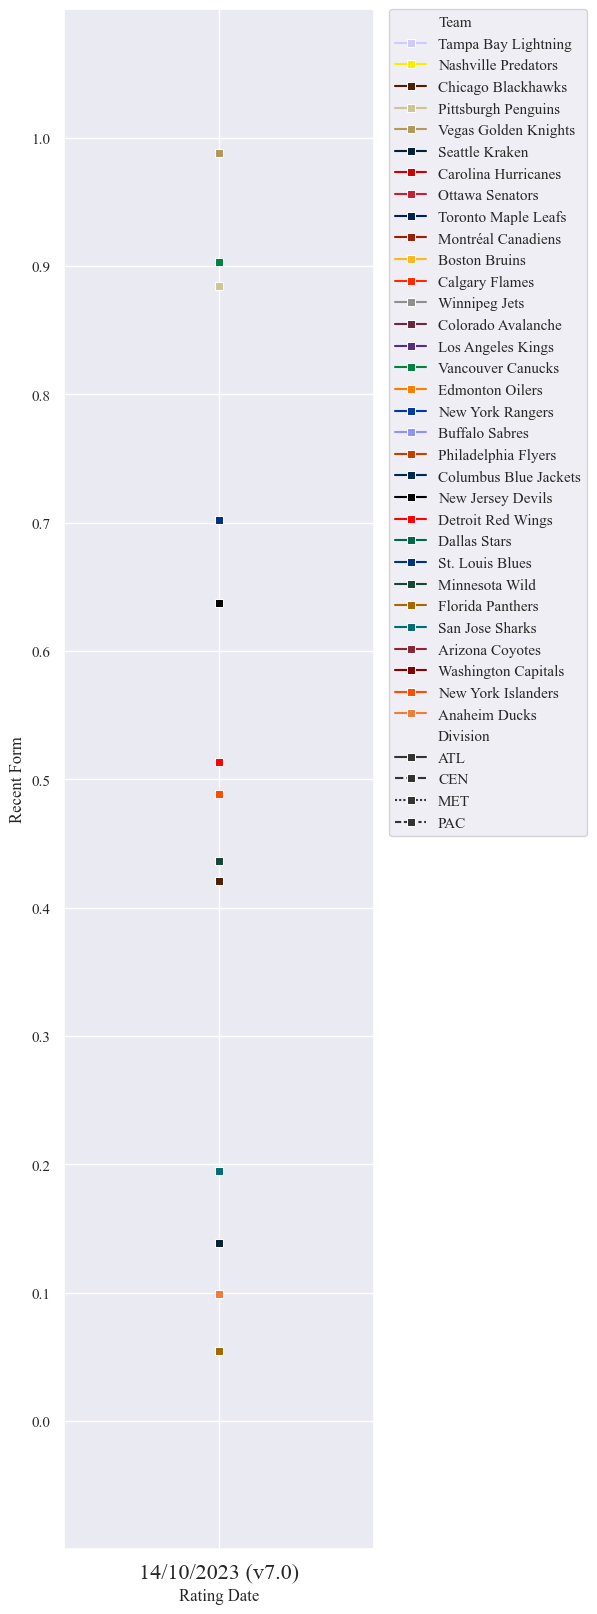 Team
Tampa Bay Lightning
Nashville Predators
Chicago Blackhawks
Pittsburgh Penguins
Vegas Golden Knights
Seattle Kraken
Carolina Hurricanes
Ottawa Senators
Toronto Maple Leafs
Montréal Canadiens
Boston Bruins
Calgary Flames
Winnipeg Jets
Colorado Avalanche
Los Angeles Kings
Vancouver Canucks
Edmonton Oilers
New York Rangers
Buffalo Sabres
Philadelphia Flyers
Columbus Blue Jackets
New Jersey Devils
Detroit Red Wings
Dallas Stars
St. Louis Blues
Minnesota Wild
Florida Panthers
San Jose Sharks
Arizona Coyotes
Washington Capitals
New York Islanders
Anaheim Ducks
Division
ATL
CEN
MET
PAC
1.0
0.9
0.8
0.7
0.6
0.5
0.4
0.3
0.2
0.1
0.0
Recent Form
14/10/2023 (v7.0)
Rating Date